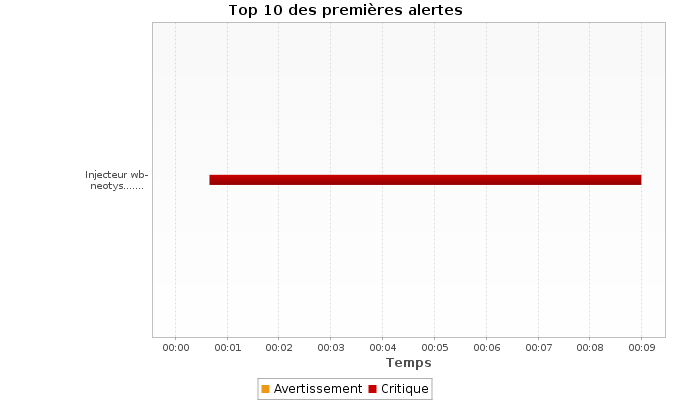 Top 10 des premières alertes
Injecteur wb-
neotys.......
00:00 00:01 00:02 00:03 00:04 00:05 00:06 00:07 00:08 00:09
Temps
Avertissement Critique